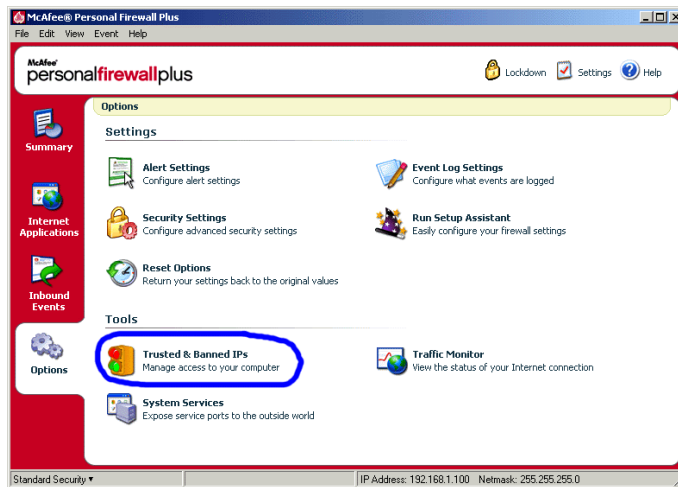 McAfee® Personal Firewall Plus
File Edit View Event Help
McAfee®
personalfirewallplus
Lockdown Settings Help
Options
Summary
Internet Applications
Inbound Events
Options
Settings
Alert Settings
Configure alert settings
Event Log Settings
Configure what events are logged
Security Settings
Configure advanced security settings
Run Setup Assistant
Easily configure your firewall settings
Reset Options
Return your settings back to the original values
Tools
Trusted & Banned IPs
Manage access to your computer
Traffic Monitor
View the status of your Internet connection
System Services
Expose service ports to the outside world
Standard Security
IP Address: 192.168.1.100 Netmask: 255.255.255.0